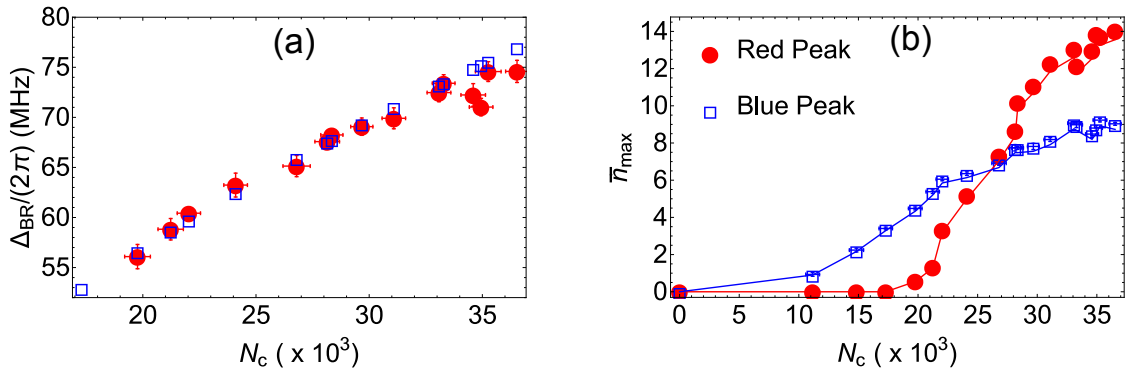 (a)
80
75
70
65
60
55
Δ_BR/(2π) (MHz)
20 25 30 35
N_c ( x 10^3)
(b)
Red Peak
Blue Peak
14
12
10
8
6
4
2
0
n̅_max
0 5 10 15 20 25 30 35
N_c ( x 10^3)